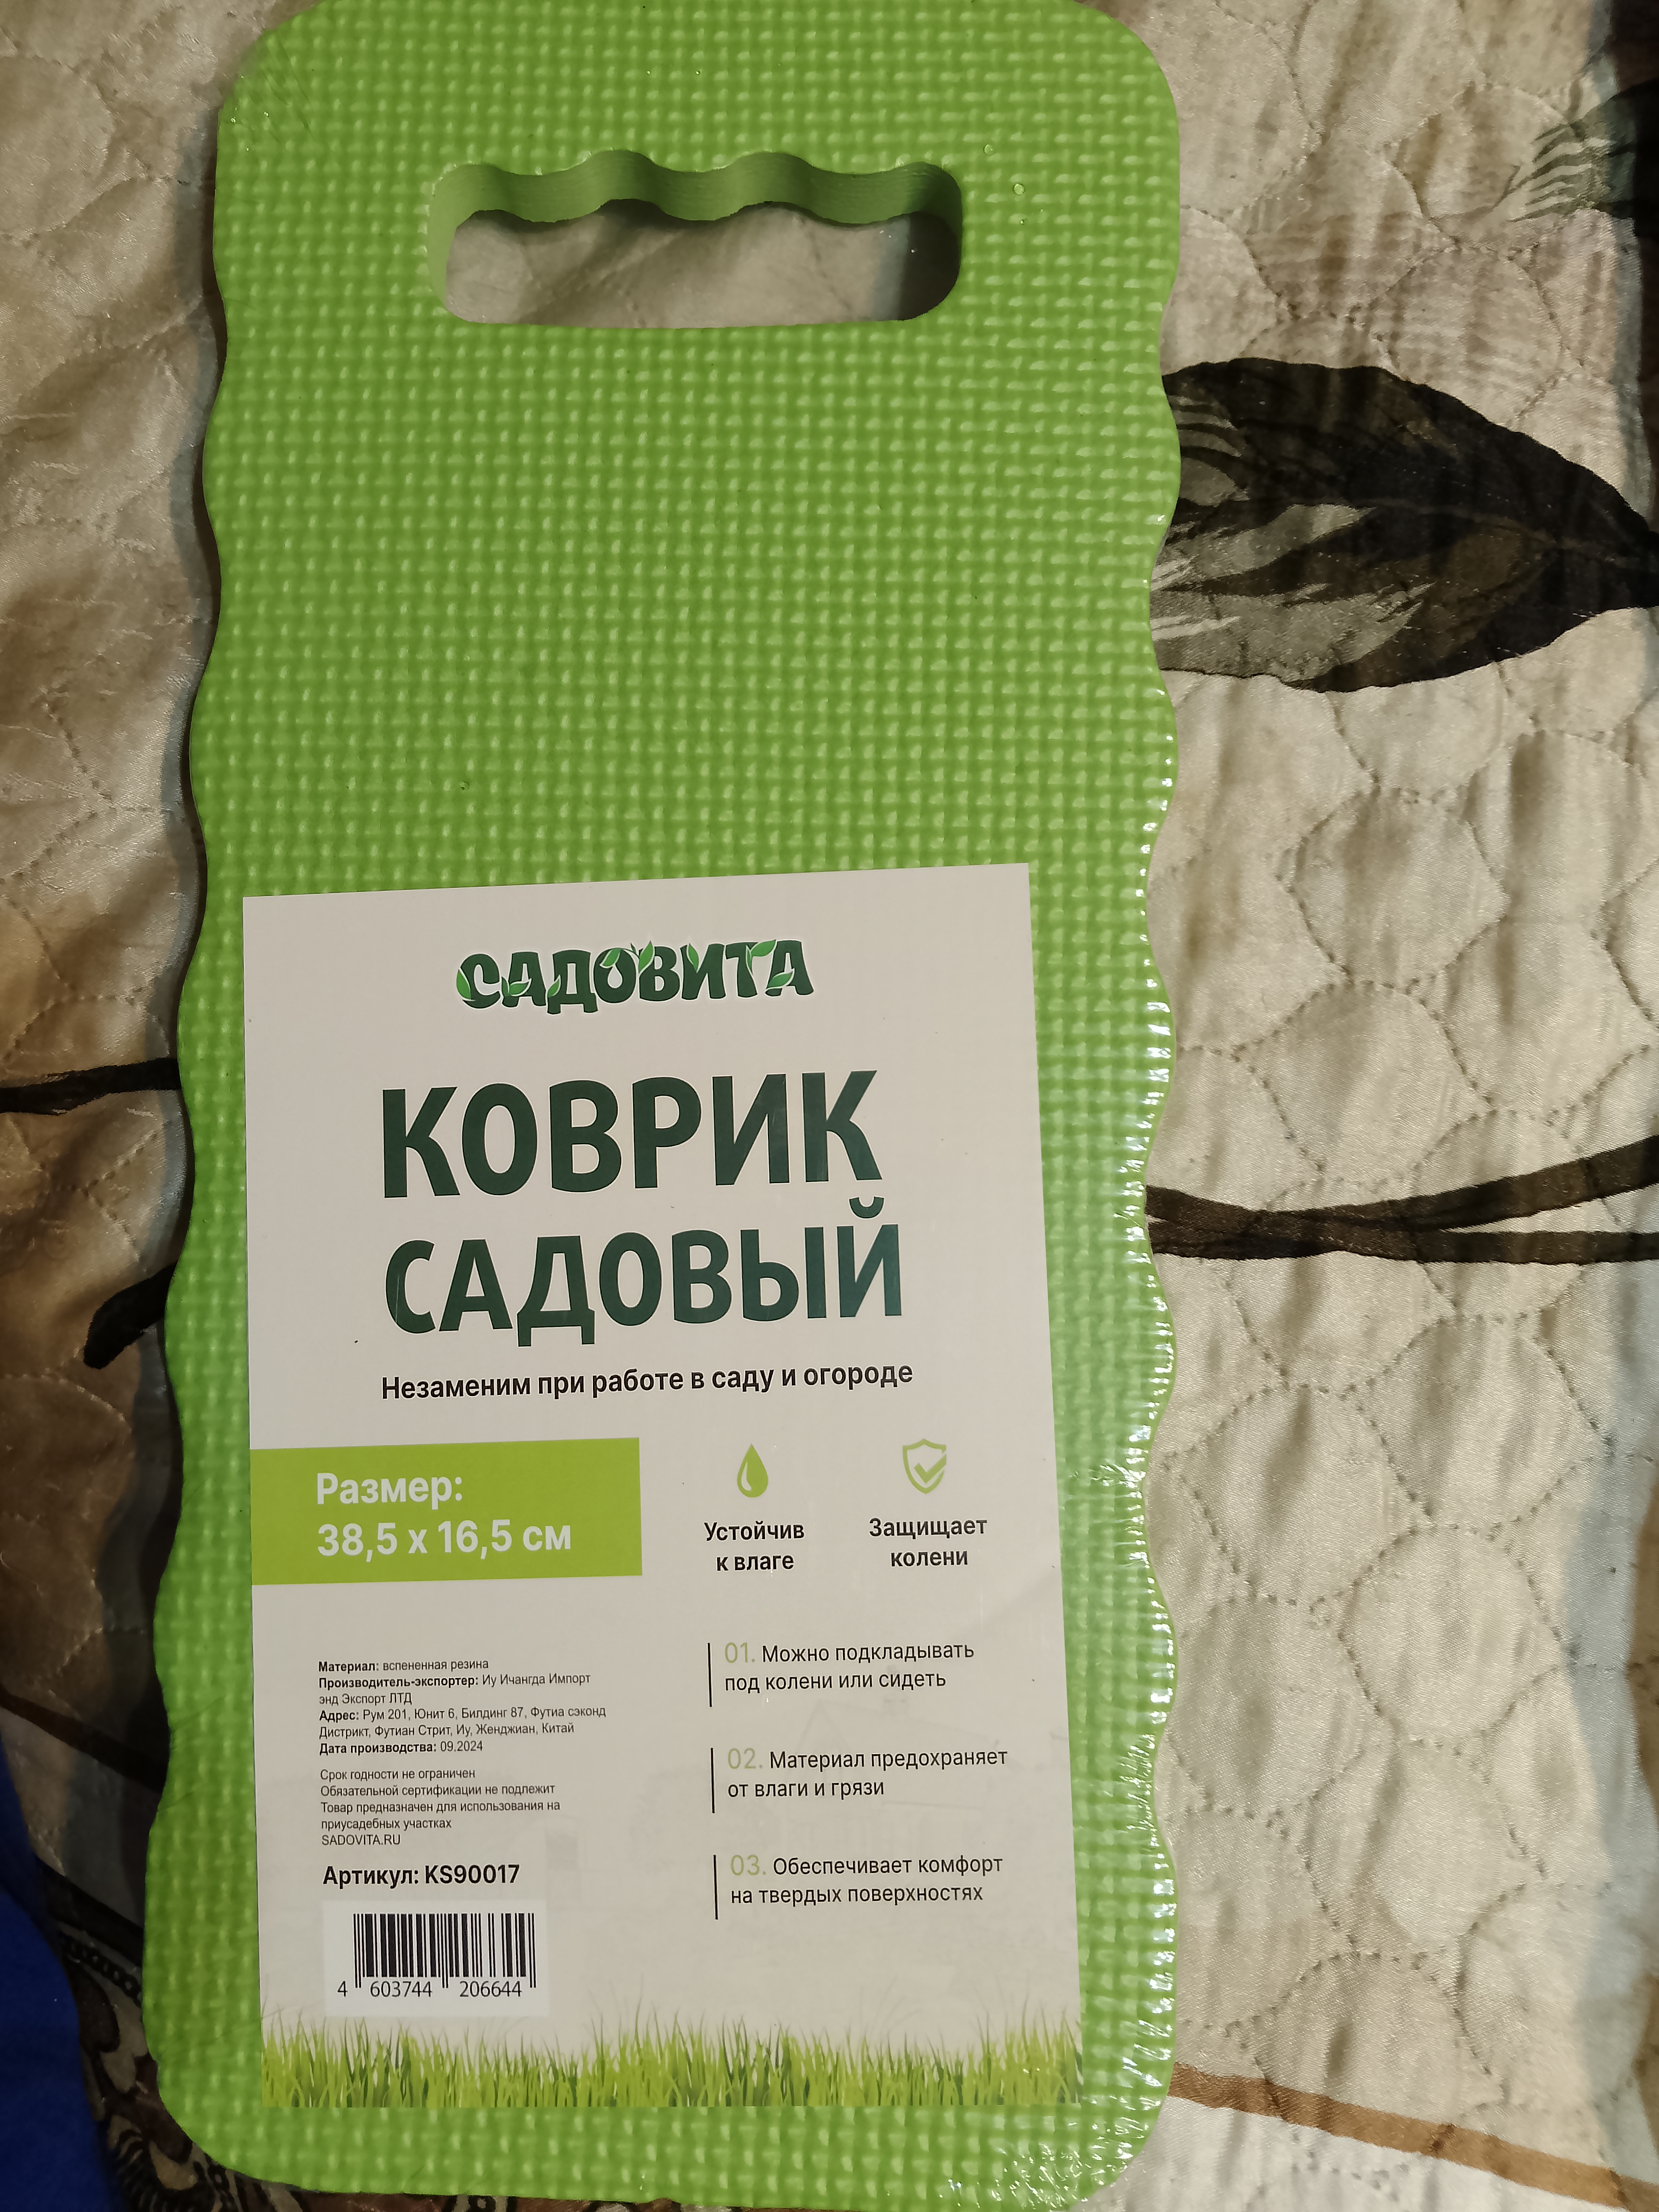 САДОВИТА
КОВРИК
САДОВЫЙ
Незаменим при работе в саду и огороде
Размер:
38,5 х 16,5 см
Устойчив
к влаге
Защищает
колени
Материал: вспененная резина
Производитель-экспортер: Иу Ичангда Импорт
энд Экспорт ЛТД
Адрес: Рум 201, Юнит 6, Билдинг 87, Футиа сэконд
Дистрикт, Футиан Стрит, Иу, Женджиан, Китай
Дата производства: 09.2024
Срок годности не ограничен
Обязательной сертификации не подлежит
Товар предназначен для использования на
приусадебных участках
SADOVITA.RU
Артикул: KS90017
4 603744 206644
01. Можно подкладывать
под колени или сидеть
02. Материал предохраняет
от влаги и грязи
03. Обеспечивает комфорт
на твердых поверхностях